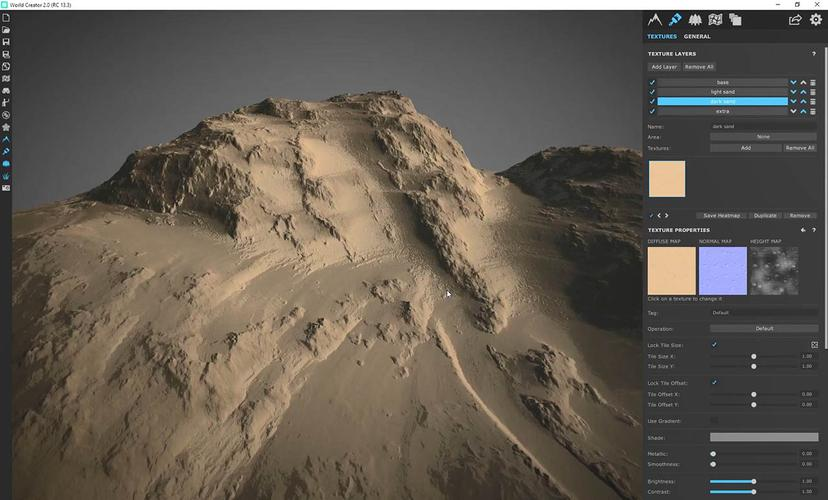 World Creator 2.0 (RC 13.3)
TEXTURES GENERAL
TEXTURE LAYERS ?
Add Layer Remove All
base
light sand
dark sand
extra
Name: dark sand
Area: None
Textures: Add Remove All
Save Heatmap Duplicate Remove
TEXTURE PROPERTIES ?
DIFFUSE MAP NORMAL MAP HEIGHT MAP
Click on a texture to change it
Tag: Default
Operation: Default
Lock Tile Size:
Tile Size X: 1.00
Tile Size Y: 1.00
Lock Tile Offset:
Tile Offset X: 0.00
Tile Offset Y: 0.00
Use Gradient:
Shade:
Metallic: 0.00
Smoothness: 0.00
Brightness: 1.00
Contrast: 1.00